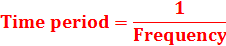 Time period = 1/Frequency